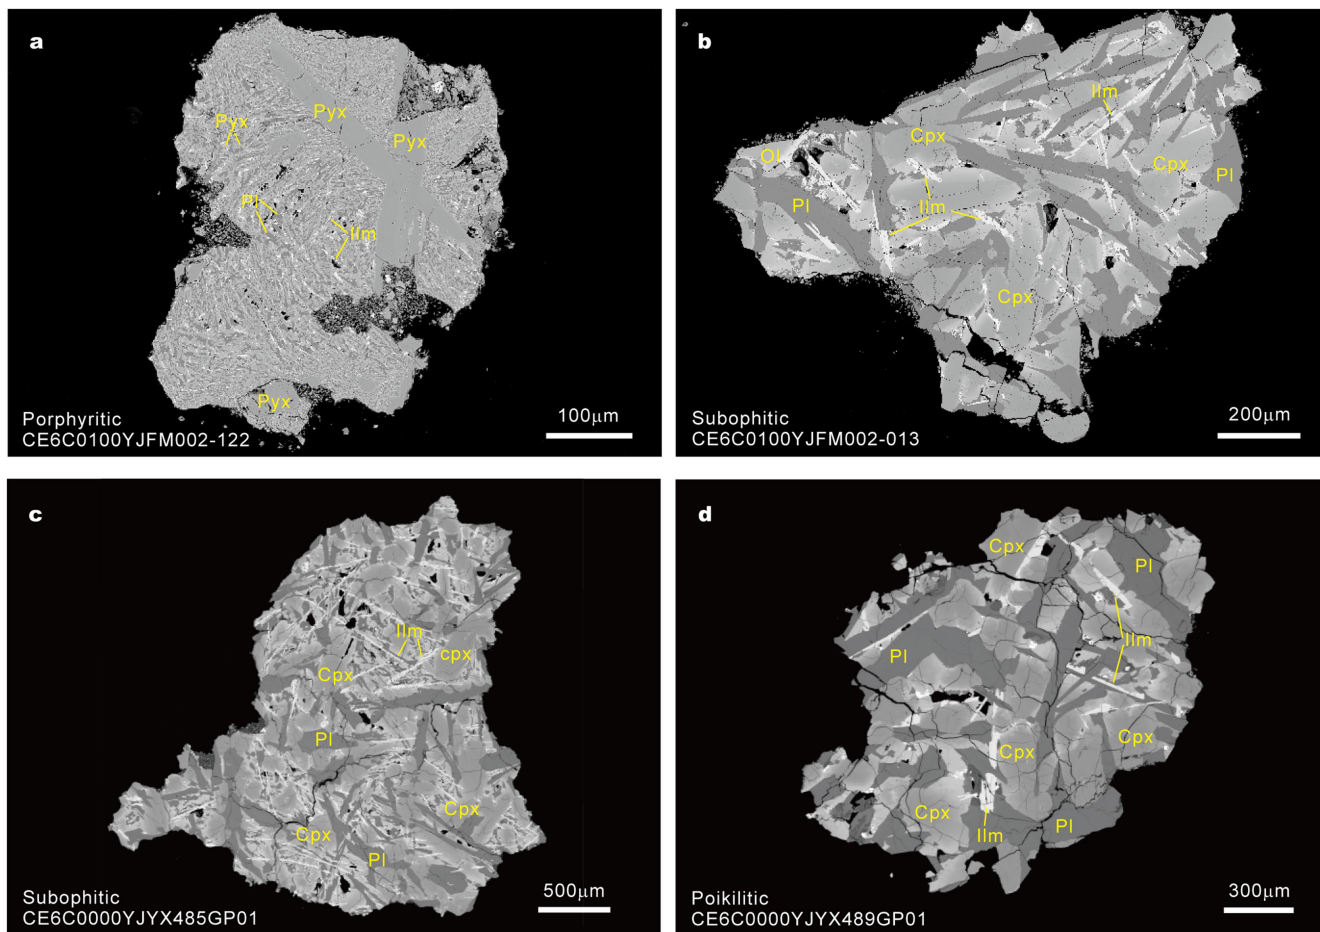 a
Pyx
Pyx
Pyx
Pl
Ilm
Pyx
Porphyritic
CE6C0100YJFM002-122
100μm
b
Ilm
Cpx
Cpx
Ol
Pl
Pl
Ilm
Cpx
Subophitic
CE6C0100YJFM002-013
200μm
c
Ilm
cpx
Cpx
Pl
Cpx
Cpx
Pl
Subophitic
CE6C0000YJYX485GP01
500μm
d
Cpx
Pl
Ilm
Pl
Cpx
Cpx
Cpx
Pl
Ilm
Poikilitic
CE6C0000YJYX489GP01
300μm